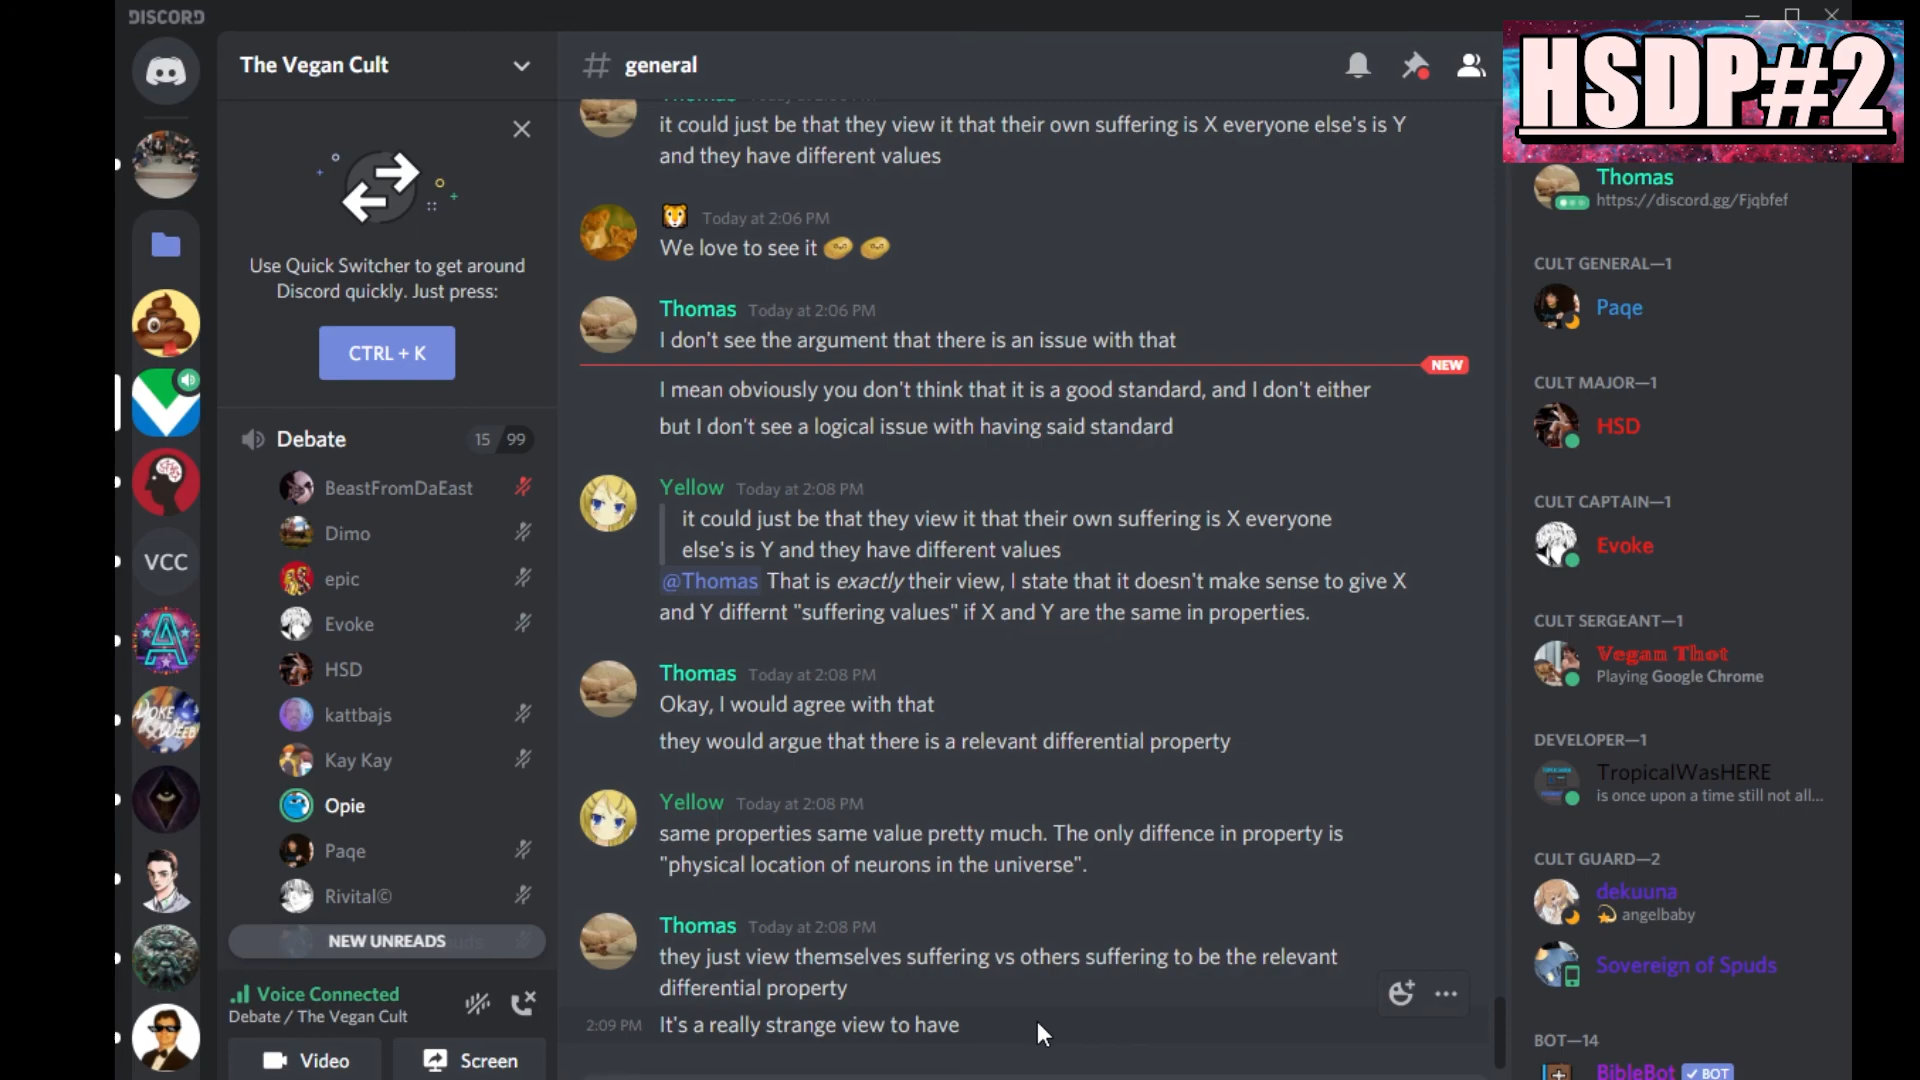 DISCORD
HSDP#2
The Vegan Cult
Use Quick Switcher to get around
Discord quickly. Just press:
CTRL + K
Debate
15 99
BeastFromDaEast
Dimo
epic
Evoke
HSD
kattbajs
Kay Kay
Opie
Paqe
Rivital©
NEW UNREADS
Voice Connected
Debate / The Vegan Cult
Video
Screen
VCC
# general
it could just be that they view it that their own suffering is X everyone else's is Y
and they have different values
Today at 2:06 PM
We love to see it
Thomas Today at 2:06 PM
I don't see the argument that there is an issue with that
NEW
I mean obviously you don't think that it is a good standard, and I don't either
but I don't see a logical issue with having said standard
Yellow Today at 2:08 PM
it could just be that they view it that their own suffering is X everyone
else's is Y and they have different values
@Thomas That is exactly their view, I state that it doesn't make sense to give X
and Y differnt "suffering values" if X and Y are the same in properties.
Thomas Today at 2:08 PM
Okay, I would agree with that
they would argue that there is a relevant differential property
Yellow Today at 2:08 PM
same properties same value pretty much. The only diffence in property is
"physical location of neurons in the universe".
Thomas Today at 2:08 PM
they just view themselves suffering vs others suffering to be the relevant
differential property
2:09 PM It's a really strange view to have
Thomas
https://discord.gg/Fjqbfef
CULT GENERAL—1
Paqe
CULT MAJOR—1
HSD
CULT CAPTAIN—1
Evoke
CULT SERGEANT—1
Vegan Thot
Playing Google Chrome
DEVELOPER—1
TropicalWasHERE
is once upon a time still not all...
CULT GUARD—2
dekuuna
angelbaby
Sovereign of Spuds
BOT—14
BibleBot BOT